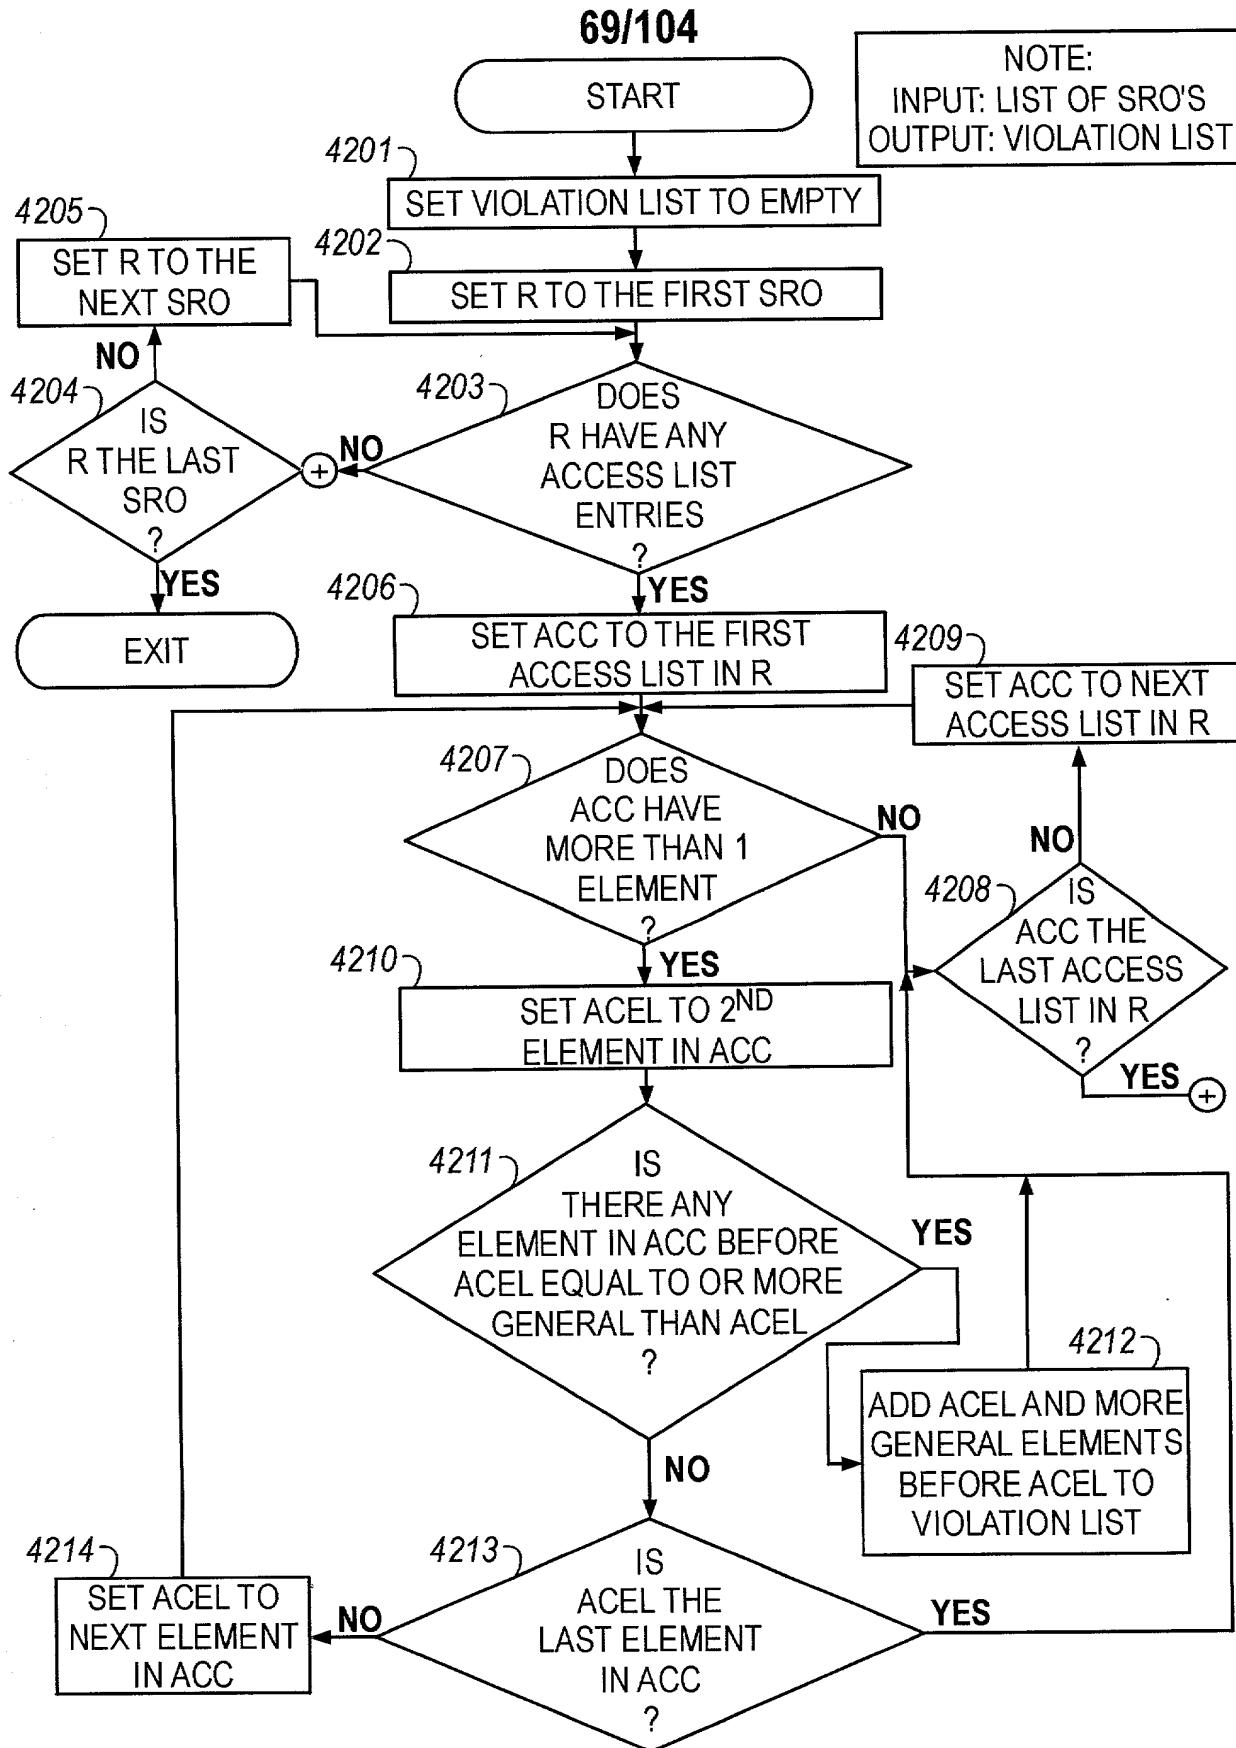 69/104
START
NOTE:
INPUT: LIST OF SRO'S
OUTPUT: VIOLATION LIST
4201
SET VIOLATION LIST TO EMPTY
4205
SET R TO THE
NEXT SRO
4202
SET R TO THE FIRST SRO
NO
4204
IS
R THE LAST
SRO
?
YES
EXIT
4203
DOES
R HAVE ANY
ACCESS LIST
ENTRIES
?
NO
+
YES
4206
SET ACC TO THE FIRST
ACCESS LIST IN R
4209
SET ACC TO NEXT
ACCESS LIST IN R
4207
DOES
ACC HAVE
MORE THAN 1
ELEMENT
?
NO
NO
4208
IS
ACC THE
LAST ACCESS
LIST IN R
?
YES
+
YES
4210
SET ACEL TO 2ND
ELEMENT IN ACC
4211
IS
THERE ANY
ELEMENT IN ACC BEFORE
ACEL EQUAL TO OR MORE
GENERAL THAN ACEL
?
YES
4212
ADD ACEL AND MORE
GENERAL ELEMENTS
BEFORE ACEL TO
VIOLATION LIST
NO
4213
IS
ACEL THE
LAST ELEMENT
IN ACC
?
YES
NO
4214
SET ACEL TO
NEXT ELEMENT
IN ACC